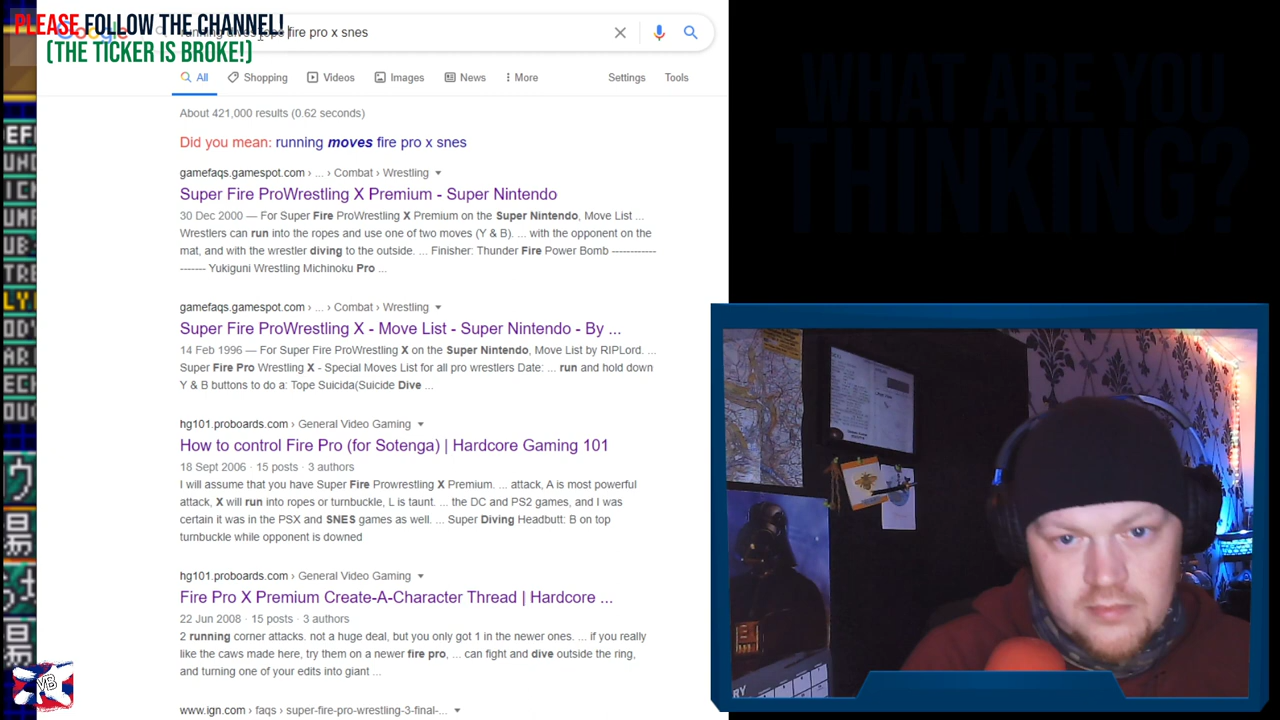 PLEASE FOLLOW THE CHANNEL!
(THE TICKER IS BROKE!)
running dives tope fire pro x snes
All
Shopping
Videos
Images
News
More
Settings
Tools
About 421,000 results (0.62 seconds)
Did you mean: running moves fire pro x snes
gamefaqs.gamespot.com › ... › Combat › Wrestling
Super Fire ProWrestling X Premium - Super Nintendo
30 Dec 2000 — For Super Fire ProWrestling X Premium on the Super Nintendo, Move List ...
Wrestlers can run into the ropes and use one of two moves (Y & B). ... with the opponent on the
mat, and with the wrestler diving to the outside. ... Finisher: Thunder Fire Power Bomb ------------
------- Yukiguni Wrestling Michinoku Pro ...
gamefaqs.gamespot.com › ... › Combat › Wrestling
Super Fire ProWrestling X - Move List - Super Nintendo - By ...
14 Feb 1996 — For Super Fire ProWrestling X on the Super Nintendo, Move List by RIPLord. ...
Super Fire Pro Wrestling X - Special Moves List for all pro wrestlers Date: ... run and hold down
Y & B buttons to do a: Tope Suicida(Suicide Dive ...
hg101.proboards.com › General Video Gaming
How to control Fire Pro (for Sotenga) | Hardcore Gaming 101
18 Sept 2006 · 15 posts · 3 authors
I will assume that you have Super Fire Prowrestling X Premium. ... attack, A is most powerful
attack, X will run into ropes or turnbuckle, L is taunt. ... the DC and PS2 games, and I was
certain it was in the PSX and SNES games as well. ... Super Diving Headbutt: B on top
turnbuckle while opponent is downed
hg101.proboards.com › General Video Gaming
Fire Pro X Premium Create-A-Character Thread | Hardcore ...
22 Jun 2008 · 15 posts · 3 authors
2 running corner attacks. not a huge deal, but you only got 1 in the newer ones. ... if you really
like the caws made here, try them on a newer fire pro, ... can fight and dive outside the ring,
and turning one of your edits into giant ...
www.ign.com › faqs › super-fire-pro-wrestling-3-final-...
WHAT ARE YOU
THINKING?
VB